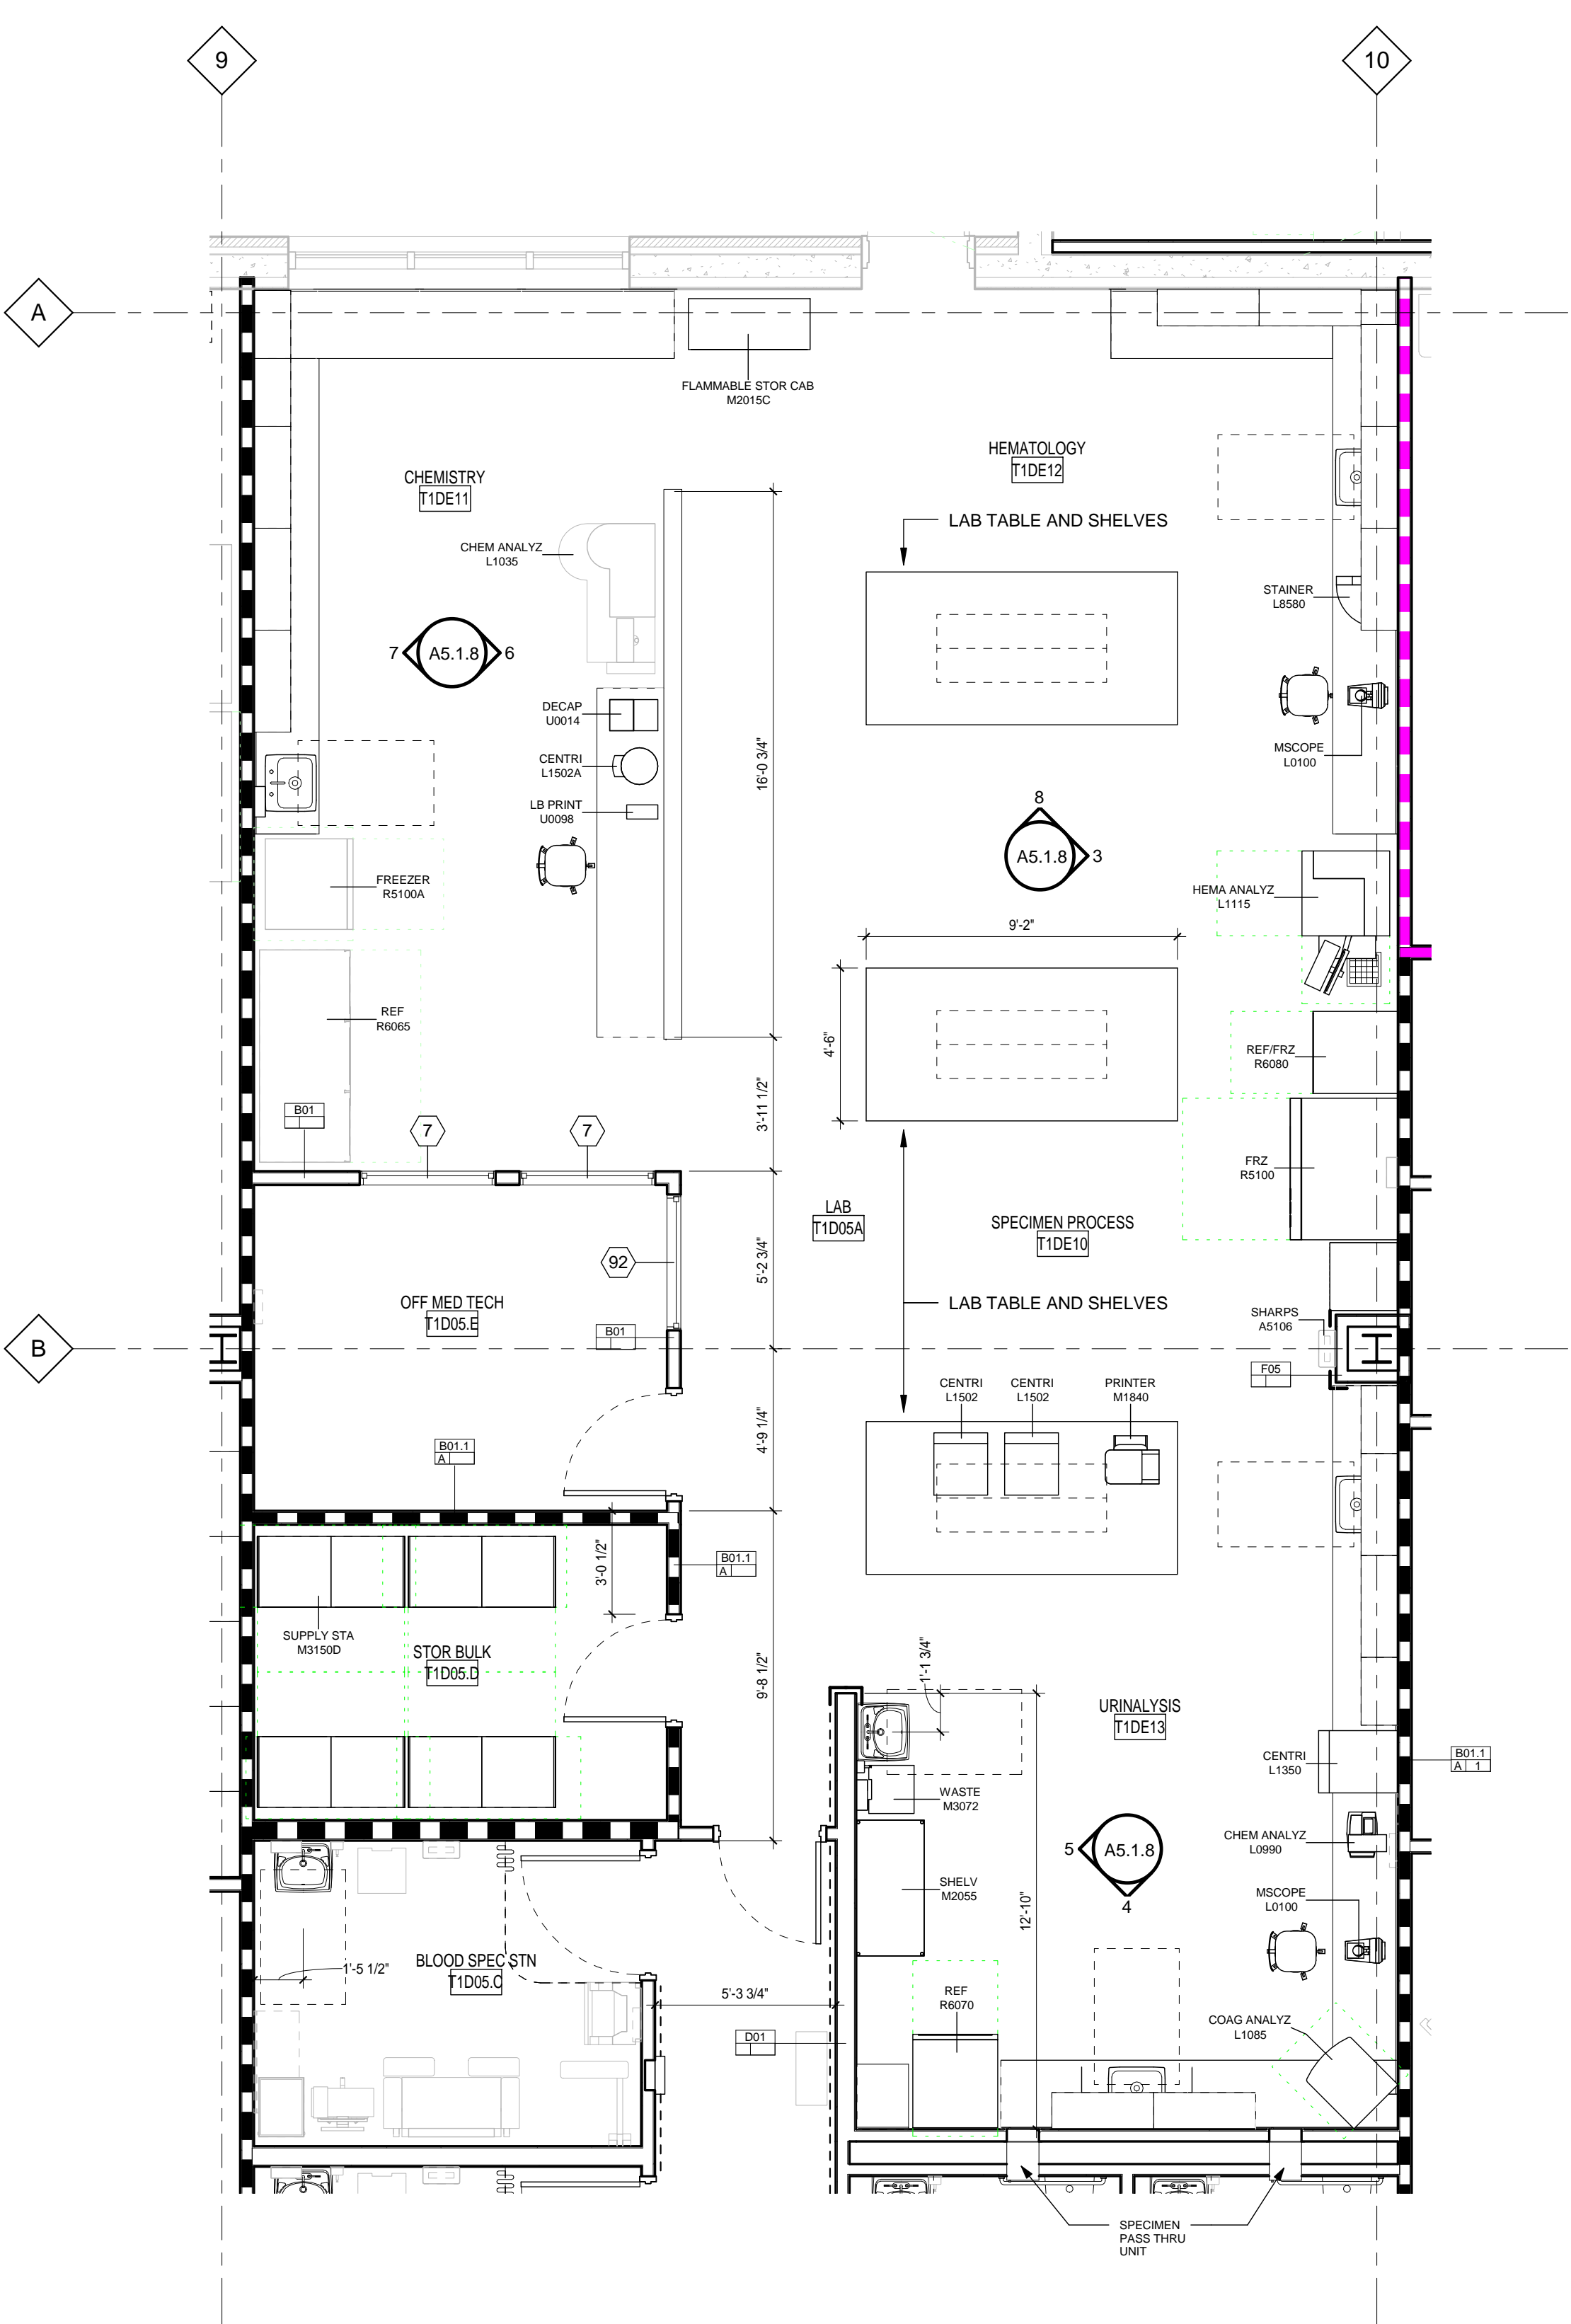 9
10
A
FLAMMABLE STOR CAB
M2015C
HEMATOLOGY
T1DE12
CHEMISTRY
T1DE11
LAB TABLE AND SHELVES
CHEM ANALYZ
L1035
STAINER
L8580
7
A5.1.8
6
DECAP
U0014
CENTRI
L1502A
LB PRINT
U0098
16'-0 3/4"
MSCOPE
L0100
8
A5.1.8
3
FREEZER
R5100A
HEMA ANALYZ
L1115
9'-2"
4'-6"
REF
R6065
REF/FRZ
R6080
B01
7
7
3'-11 1/2"
FRZ
R5100
LAB
T1D05A
SPECIMEN PROCESS
T1DE10
92
5'-2 3/4"
OFF MED TECH
T1D05.E
LAB TABLE AND SHELVES
SHARPS
A5106
B01
B
F05
CENTRI
L1502
CENTRI
L1502
PRINTER
M1840
4'-9 1/4"
B01.1
A
3'-0 1/2"
B01.1
A
SUPPLY STA
M3150D
STOR BULK
T1D05.D
9'-8 1/2"
1'-1 3/4"
URINALYSIS
T1DE13
CENTRI
L1350
B01.1
A 1
WASTE
M3072
CHEM ANALYZ
L0990
5
A5.1.8
4
SHELV
M2055
MSCOPE
L0100
12'-10"
BLOOD SPEC STN
T1D05.C
1'-5 1/2"
5'-3 3/4"
REF
R6070
COAG ANALYZ
L1085
D01
SPECIMEN
PASS THRU
UNIT